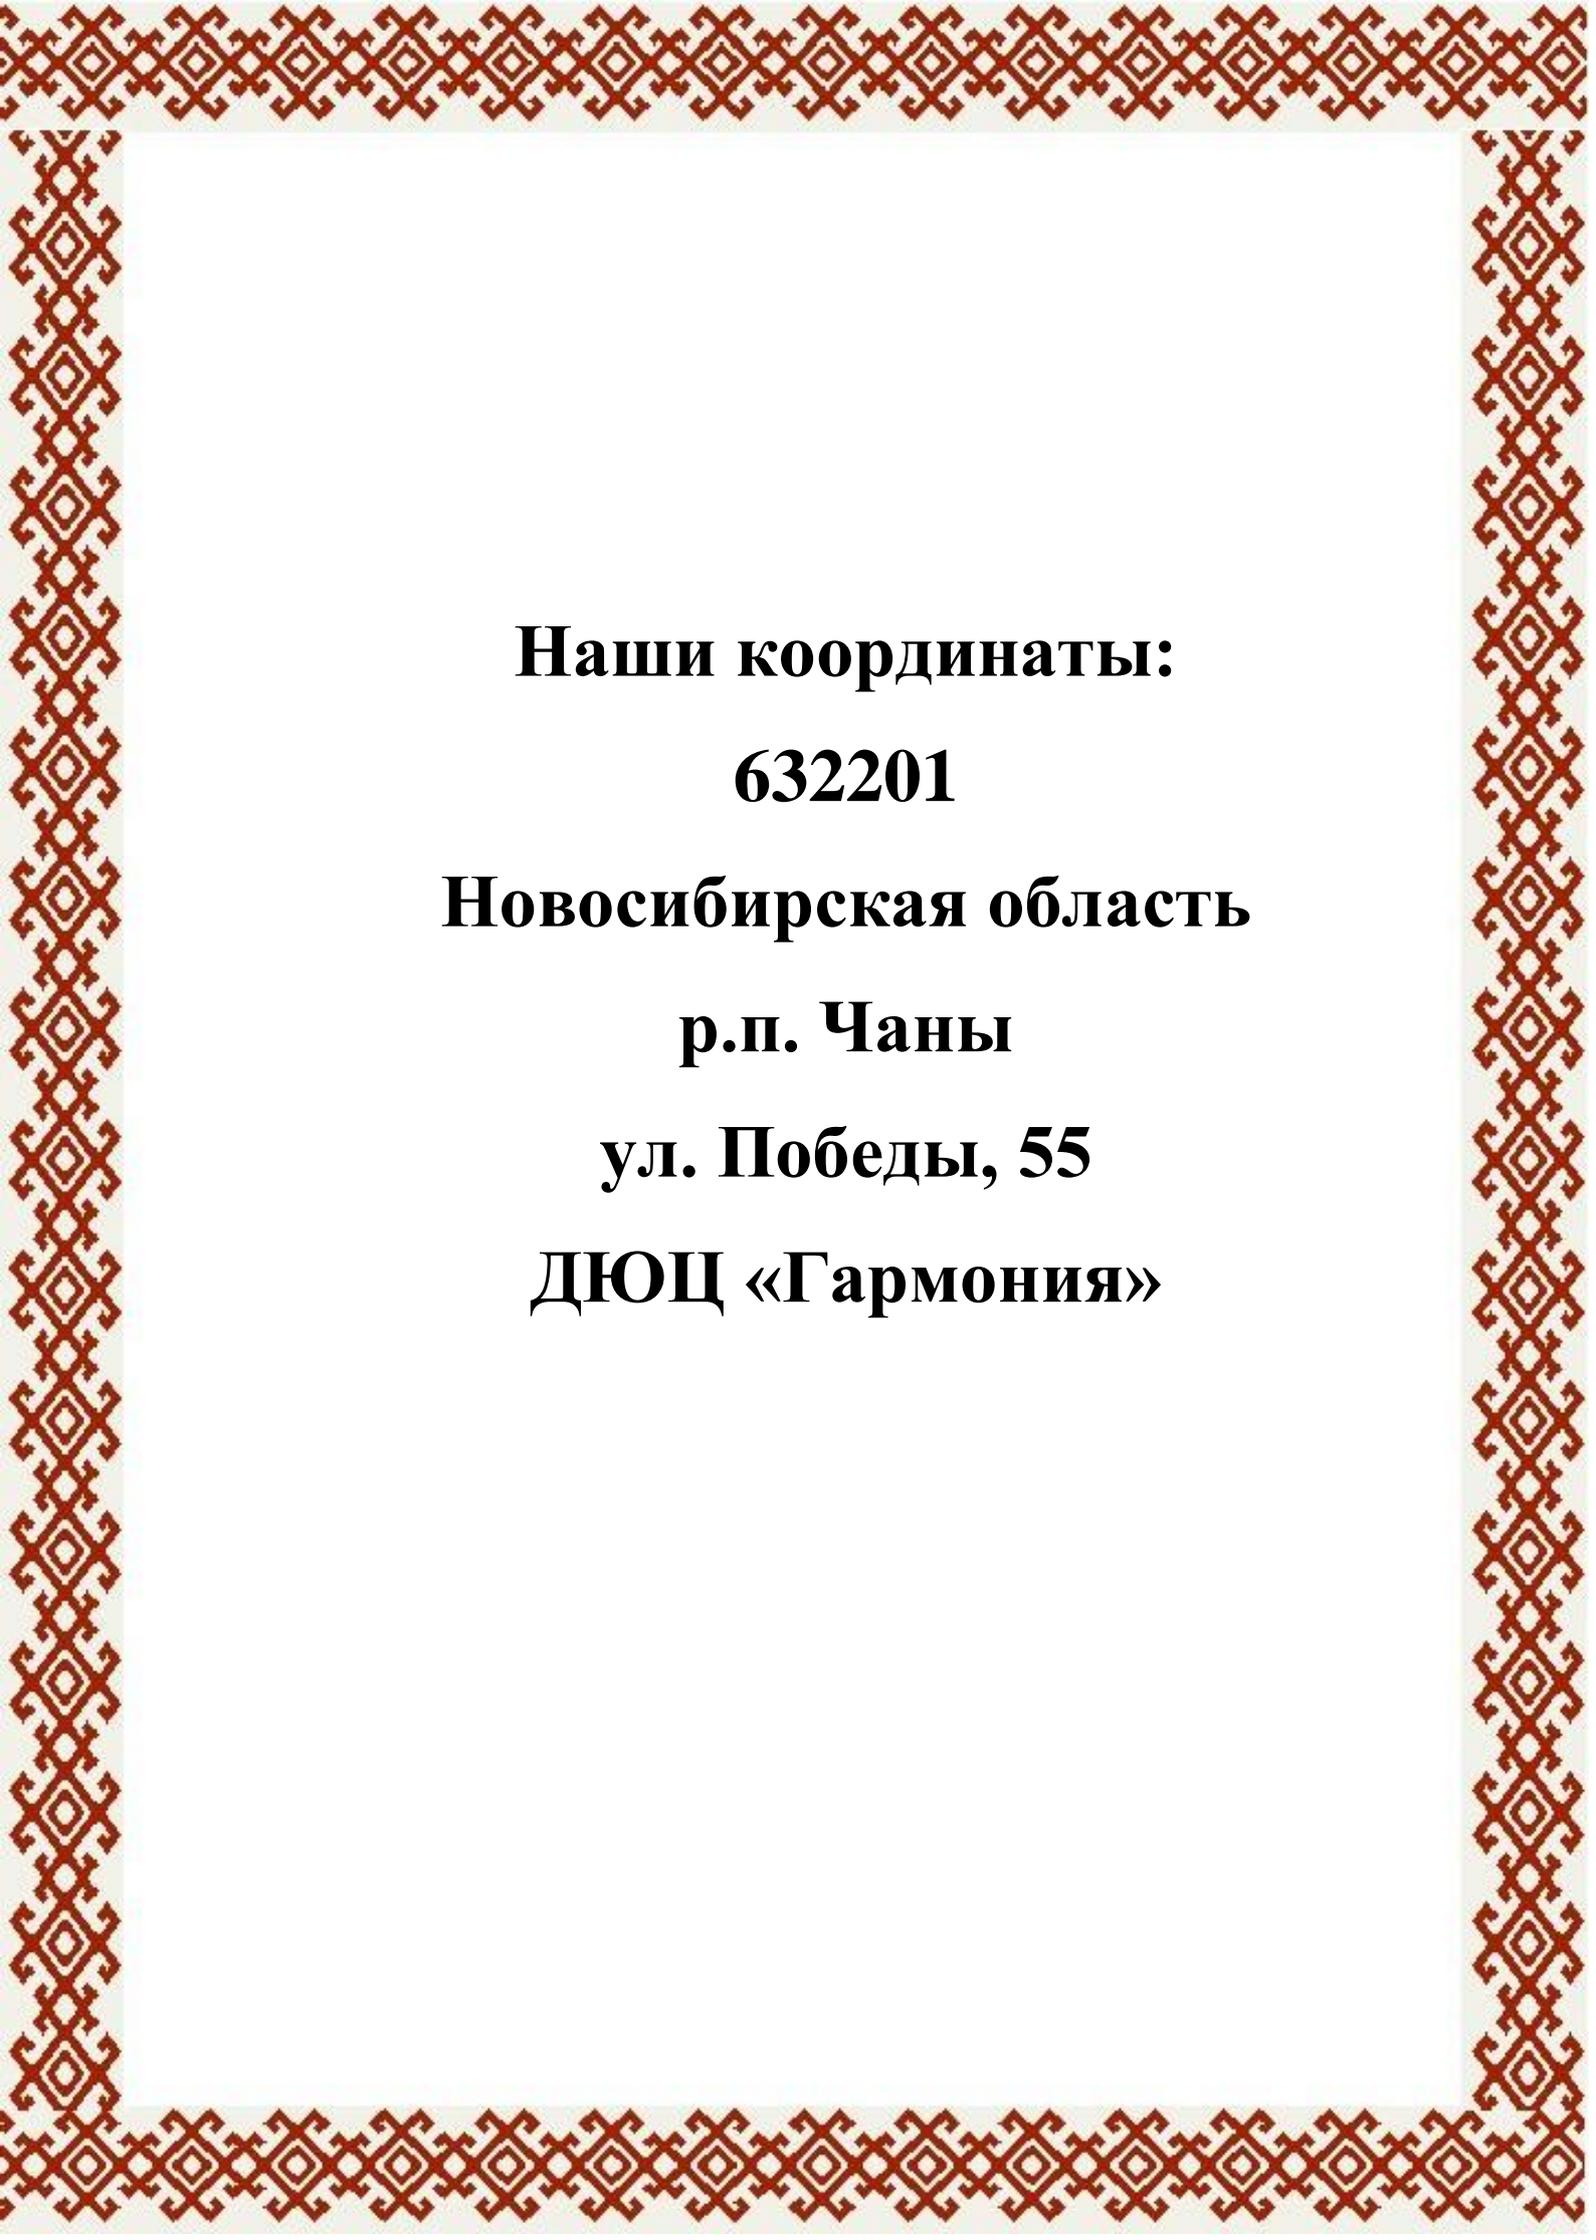 Наши координаты:
632201
Новосибирская область
р.п. Чаны
ул. Победы, 55
ДЮЦ «Гармония»